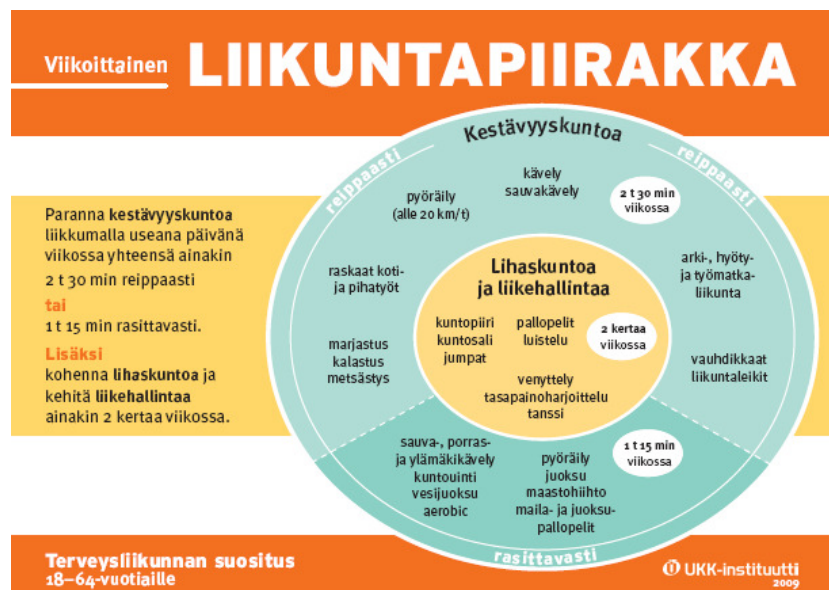 Viikoittainen LIIKUNTAPIIRAKKA
Paranna kestävyyskuntoa
liikkumalla useana päivänä
viikossa yhteensä ainakin
2 t 30 min reippaasti
tai
1 t 15 min rasittavasti.
Lisäksi
kohenna lihaskuntoa ja
kehitä liikehallintaa
ainakin 2 kertaa viikossa.
Kestävyyskuntoa
reippaasti
reippaasti
kävely
sauvakävely
2 t 30 min
viikossa
pyöräily
(alle 20 km/t)
raskaat koti-
ja pihatyöt
marjastus
kalastus
metsästys
arki-, hyöty-
ja työmatka-
liikunta
vauhdikkaat
liikuntaleikit
Lihaskuntoa
ja liikehallintaa
kuntopiiri
kuntosali
jumpat
pallopelit
luistelu
2 kertaa
viikossa
venyttely
tasapainoharjoittelu
tanssi
sauva-, porras-
ja ylämäkikävely
kuntouinti
vesijuoksu
aerobic
pyöräily
juoksu
maastohiihto
maila- ja juoksu-
pallopelit
1 t 15 min
viikossa
rasittavasti
Terveysliikunnan suositus
18–64-vuotiaille
UKK-instituutti
2009